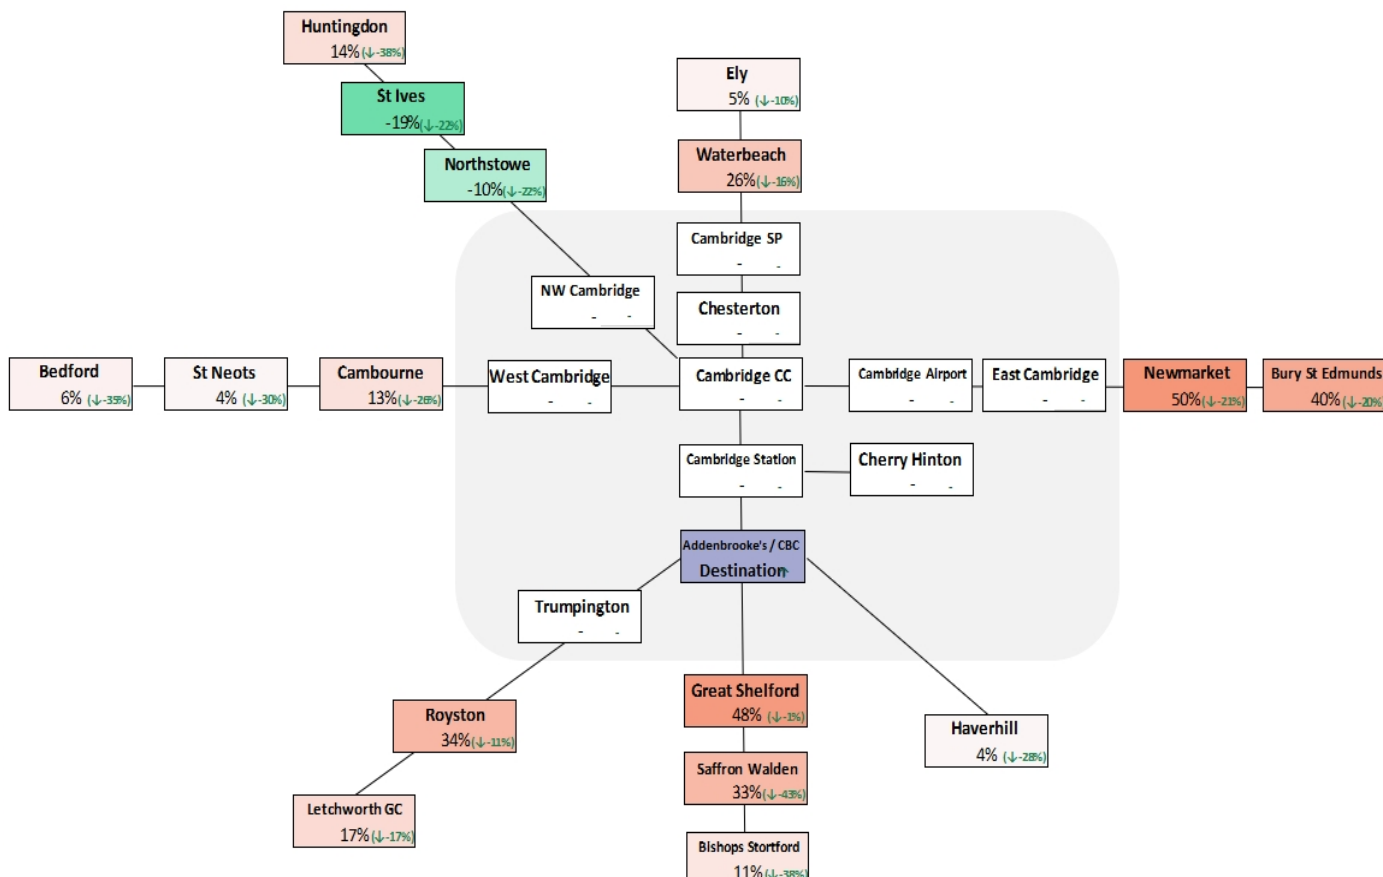 Huntingdon
14% (↓-38%)
St Ives
-19% (↓-22%)
Northstowe
-10% (↓-22%)
Ely
5% (↓-10%)
Waterbeach
26% (↓-16%)
Cambridge SP
- -
NW Cambridge
- -
Chesterton
- -
Bedford
6% (↓-35%)
St Neots
4% (↓-30%)
Cambourne
13% (↓-26%)
West Cambridge
- -
Cambridge CC
- -
Cambridge Airport
- -
East Cambridge
- -
Newmarket
50% (↓-21%)
Bury St Edmunds
40% (↓-20%)
Cambridge Station
- -
Cherry Hinton
- -
Addenbrooke's / CBC
Destination↑
Trumpington
- -
Royston
34% (↓-11%)
Letchworth GC
17% (↓-17%)
Great Shelford
48% (↓-1%)
Saffron Walden
33% (↓-43%)
Bishops Stortford
11% (↓-38%)
Haverhill
4% (↓-28%)